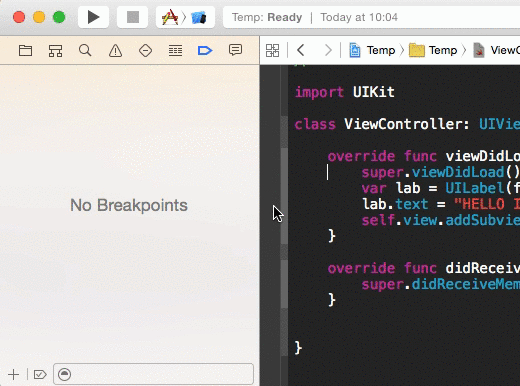 Temp: Ready | Today at 10:04
Temp Temp ViewC
import UIKit
class ViewController: UIVie
override func viewDidLo
super.viewDidLoad()
var lab = UILabel(f
lab.text = "HELLO I
self.view.addSubvie
}
override func didReceive
super.didReceiveMem
}
}
No Breakpoints